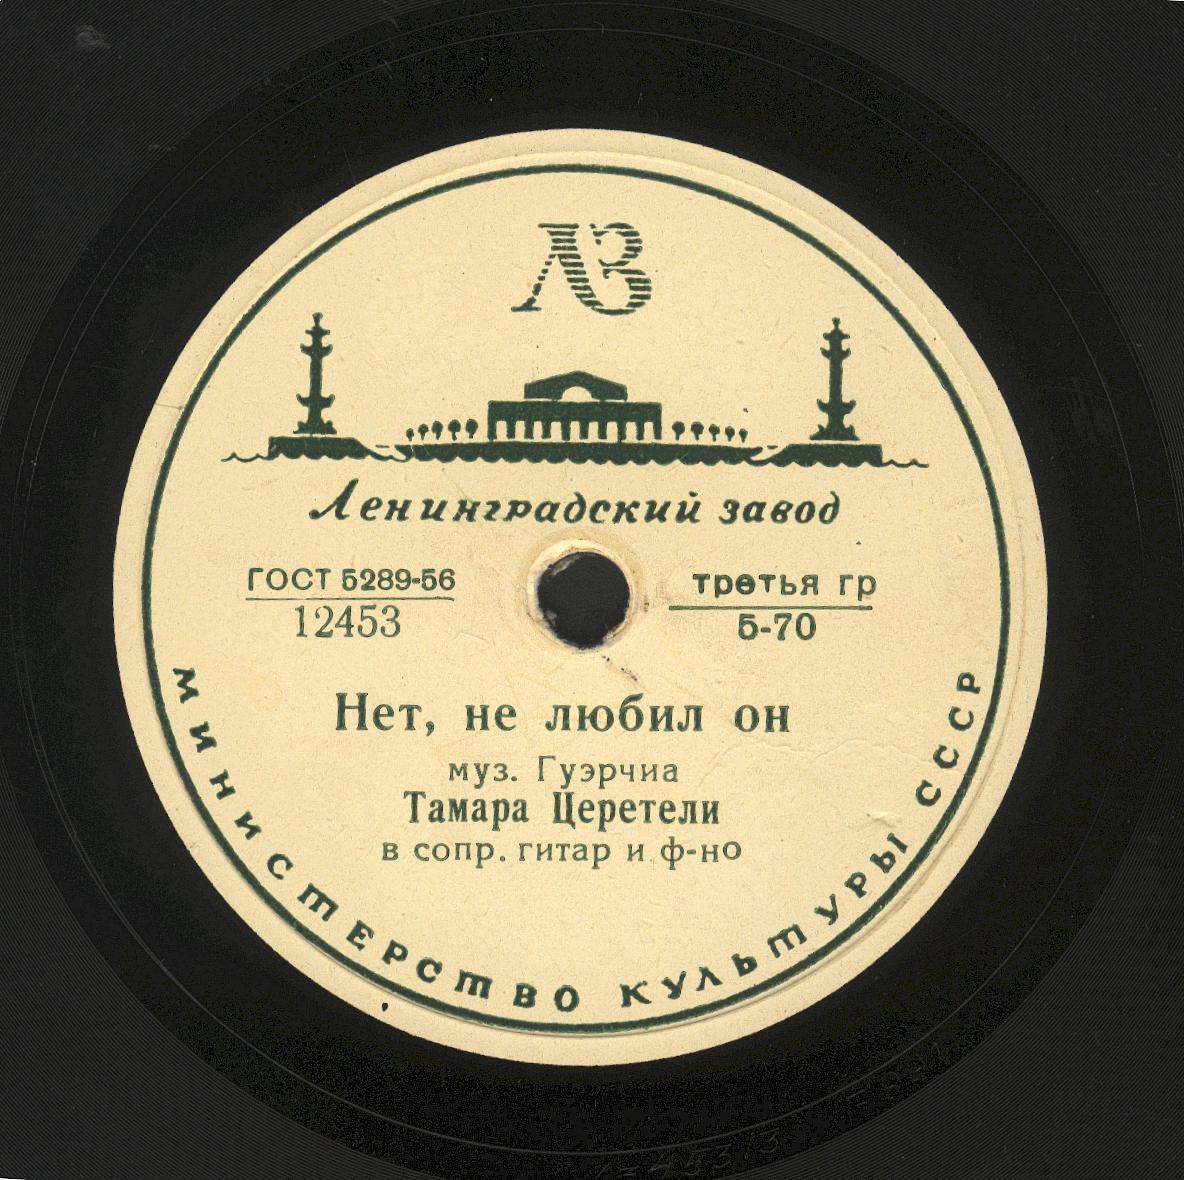 ЛЗ
Ленинградский завод
ГОСТ 5289-56
12453
третья гр
5-70
Нет, не любил он
муз. Гуэрчиа
Тамара Церетели
в сопр. гитар и ф-но
МИНИСТЕРСТВО КУЛЬТУРЫ СССР